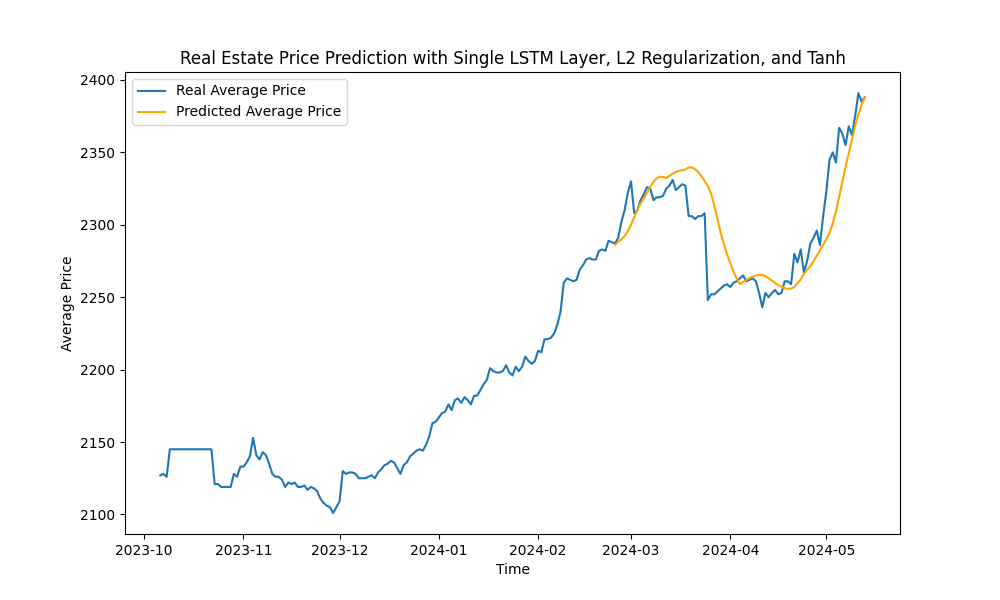 Real Estate Price Prediction with Single LSTM Layer, L2 Regularization, and Tanh
Real Average Price
Predicted Average Price
2400
2350
2300
2250
2200
2150
2100
Average Price
2023-10 2023-11 2023-12 2024-01 2024-02 2024-03 2024-04 2024-05
Time